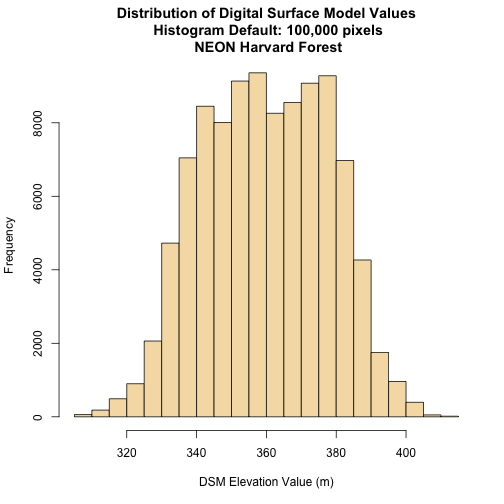 Distribution of Digital Surface Model Values
Histogram Default: 100,000 pixels
NEON Harvard Forest
Frequency
8000
6000
4000
2000
0
320 340 360 380 400
DSM Elevation Value (m)